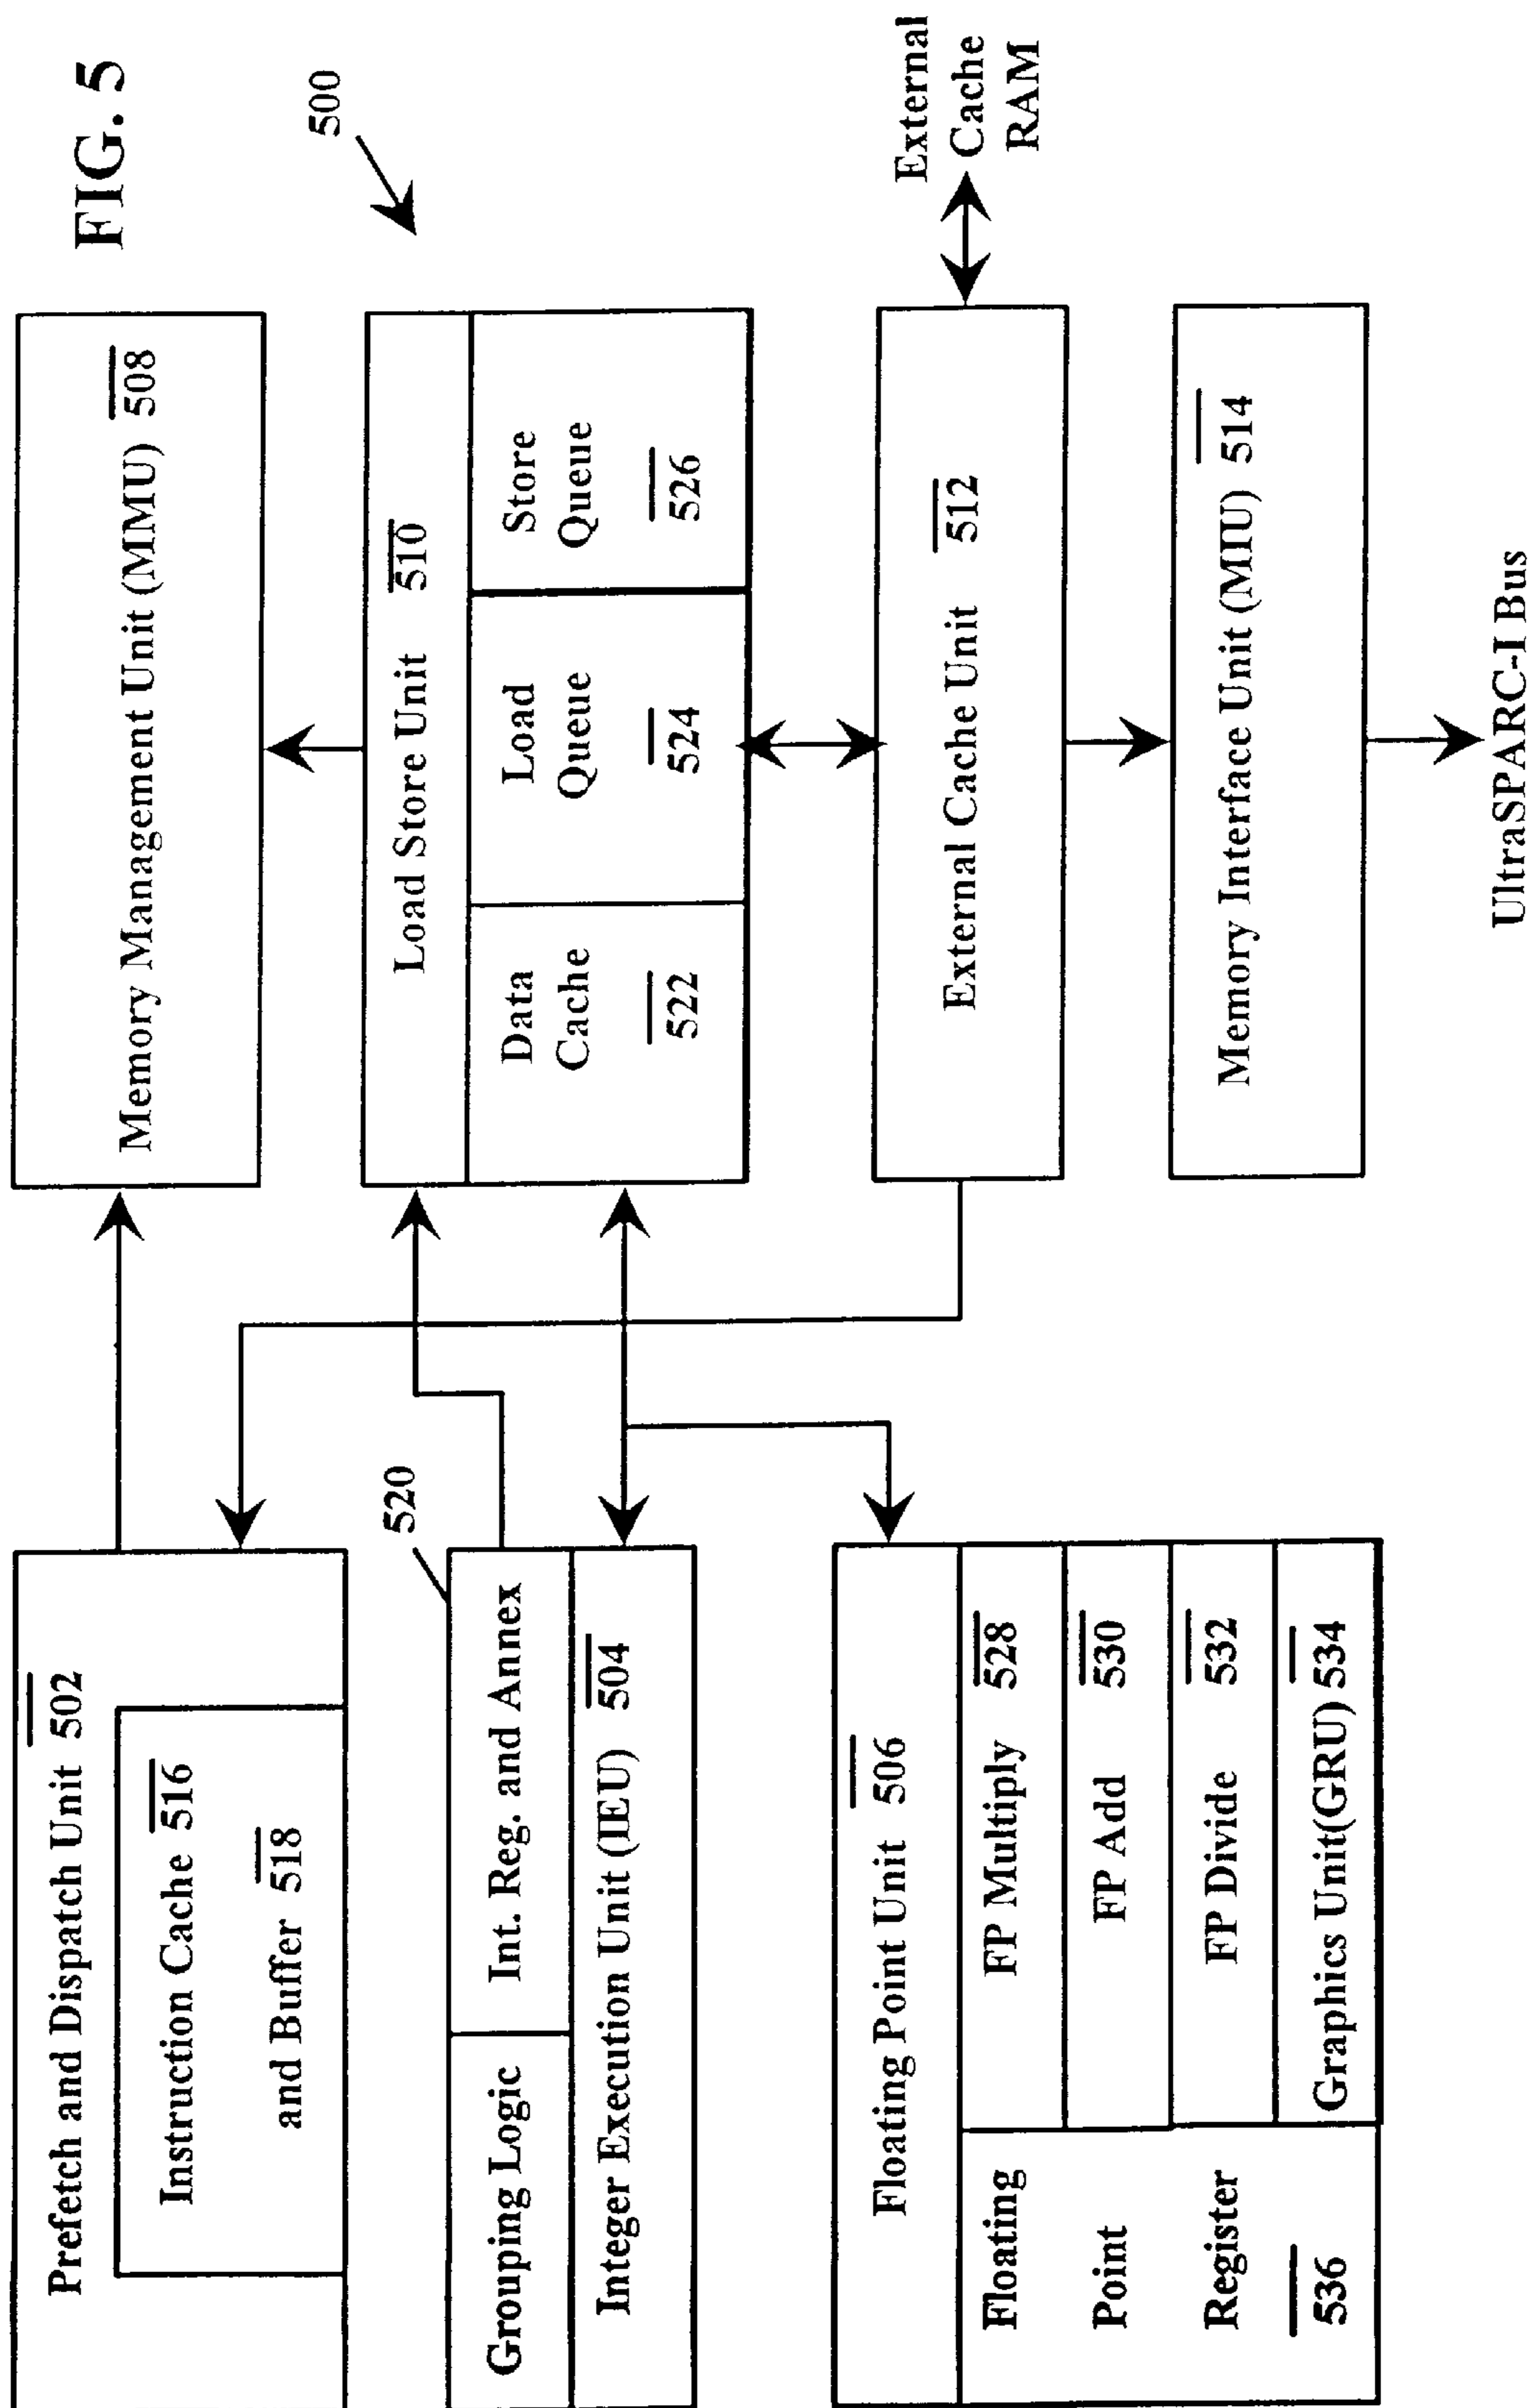 FIG. 5
500
Prefetch and Dispatch Unit 502
Instruction Cache 516
and Buffer 518
520
Grouping Logic
Int. Reg. and Annex
Integer Execution Unit (IEU) 504
Floating Point Unit 506
Floating
Point
Register
536
FP Multiply 528
FP Add 530
FP Divide 532
Graphics Unit(GRU) 534
Memory Management Unit (MMU) 508
Load Store Unit 510
Data
Cache
522
Load
Queue
524
Store
Queue
526
External Cache Unit 512
External
Cache
RAM
Memory Interface Unit (MIU) 514
UltraSPARC-I Bus